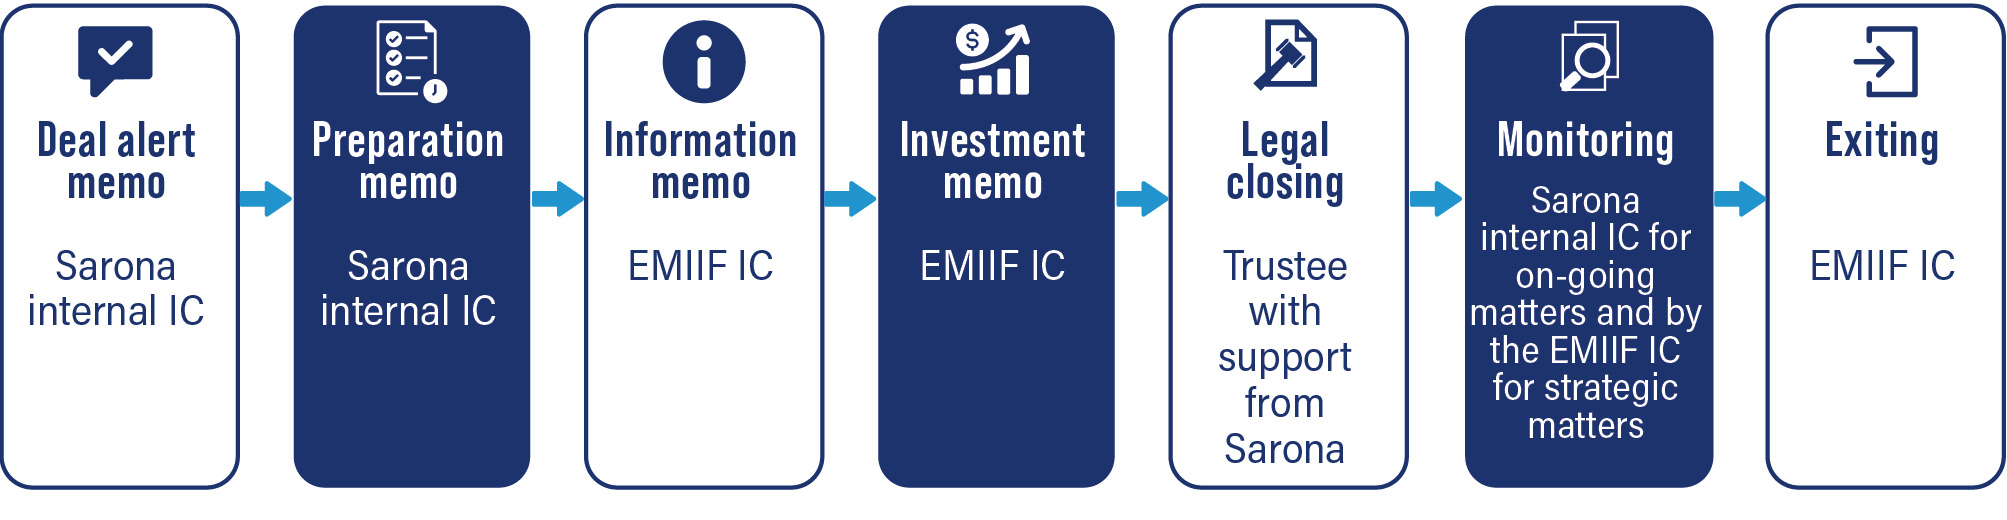 Deal alert
memo
Sarona
internal IC
Preparation
memo
Sarona
internal IC
Information
memo
EMIIF IC
$
Investment
memo
EMIIF IC
Legal
closing
Trustee
with
support
from
Sarona
Monitoring
Sarona
internal IC for
on-going
matters and by
the EMIIF IC
for strategic
matters
Exiting
EMIIF IC